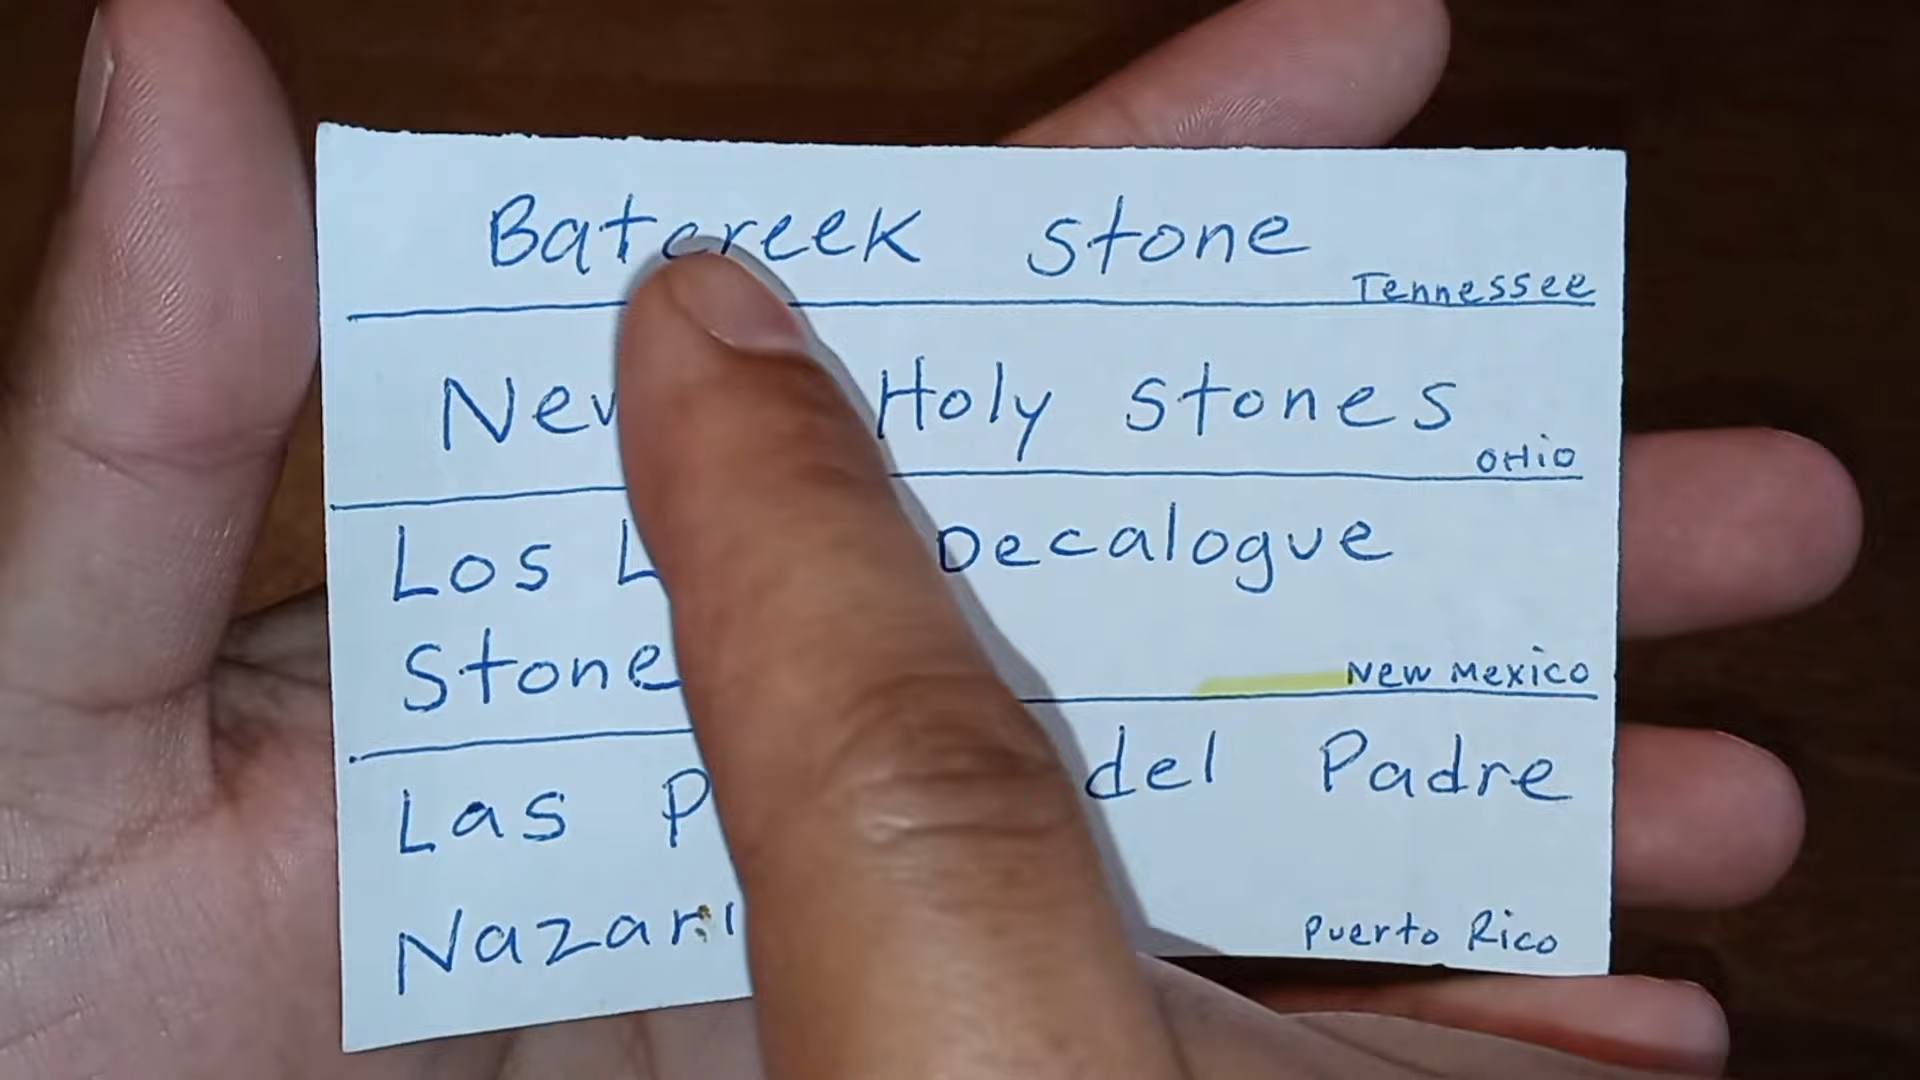 Batcreek stone
Tennessee
Holy stones
OHio
Los Decalogue
Stone
New Mexico
Las del Padre
Puerto Rico